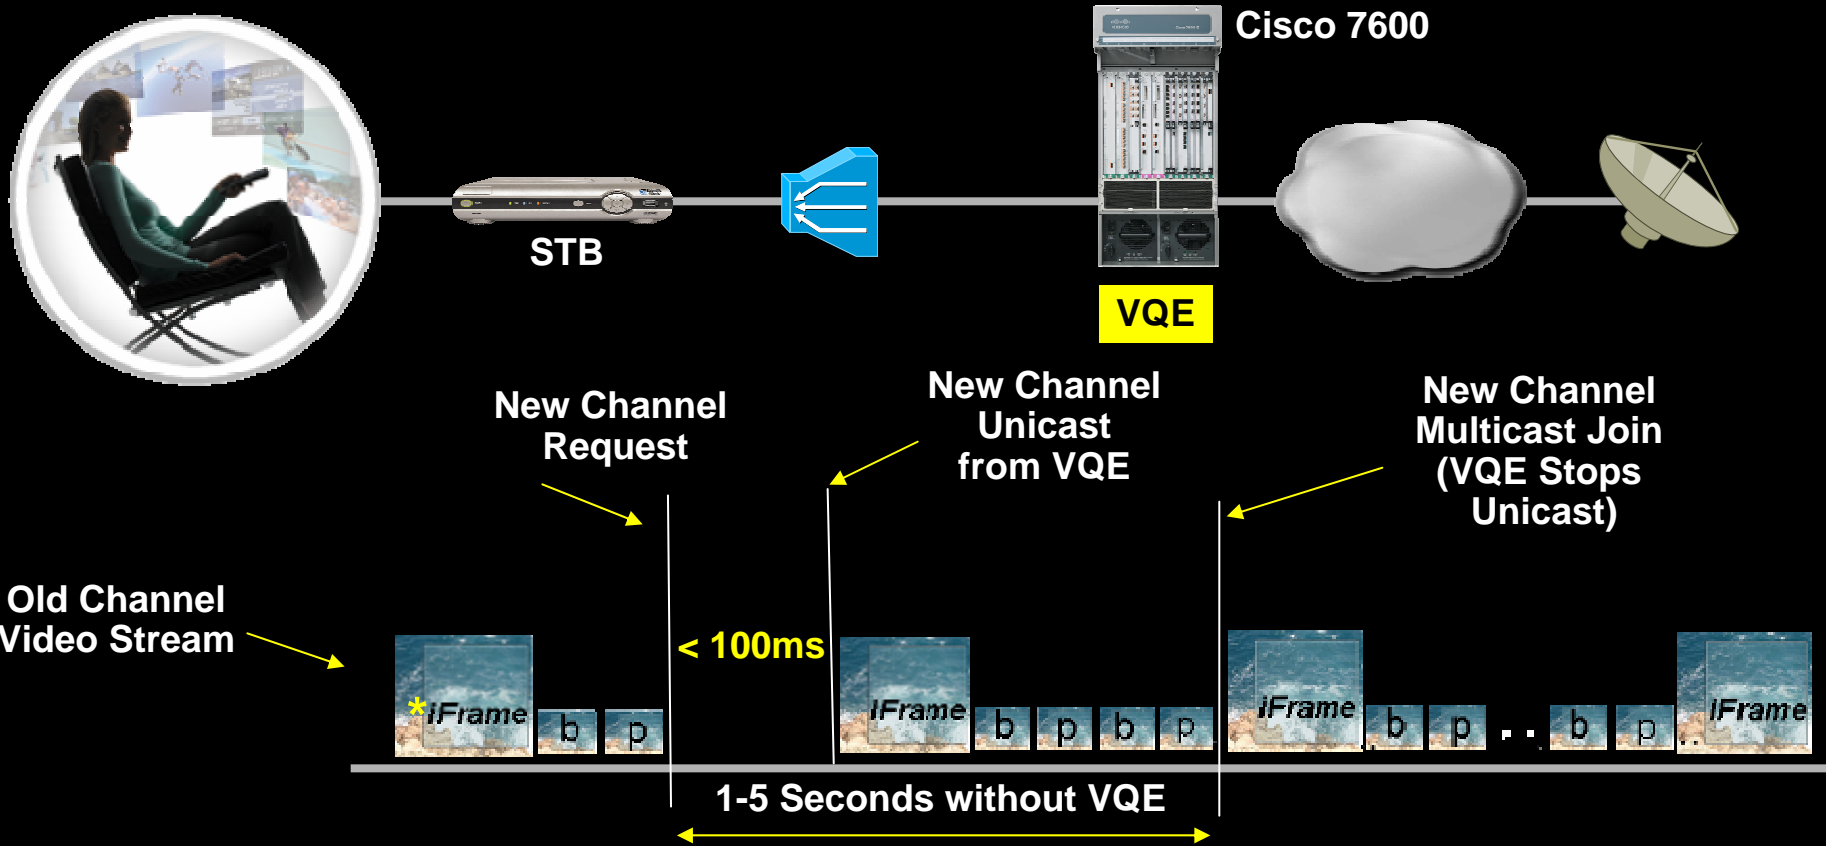 Cisco 7600
STB
VQE
New Channel
Request
New Channel
Unicast
from VQE
New Channel
Multicast Join
(VQE Stops
Unicast)
Old Channel
Video Stream
< 100ms
*iFrame
b
p
iFrame
b
p
b
p
iFrame
b
p
. .
b
p
..
iFrame
1-5 Seconds without VQE